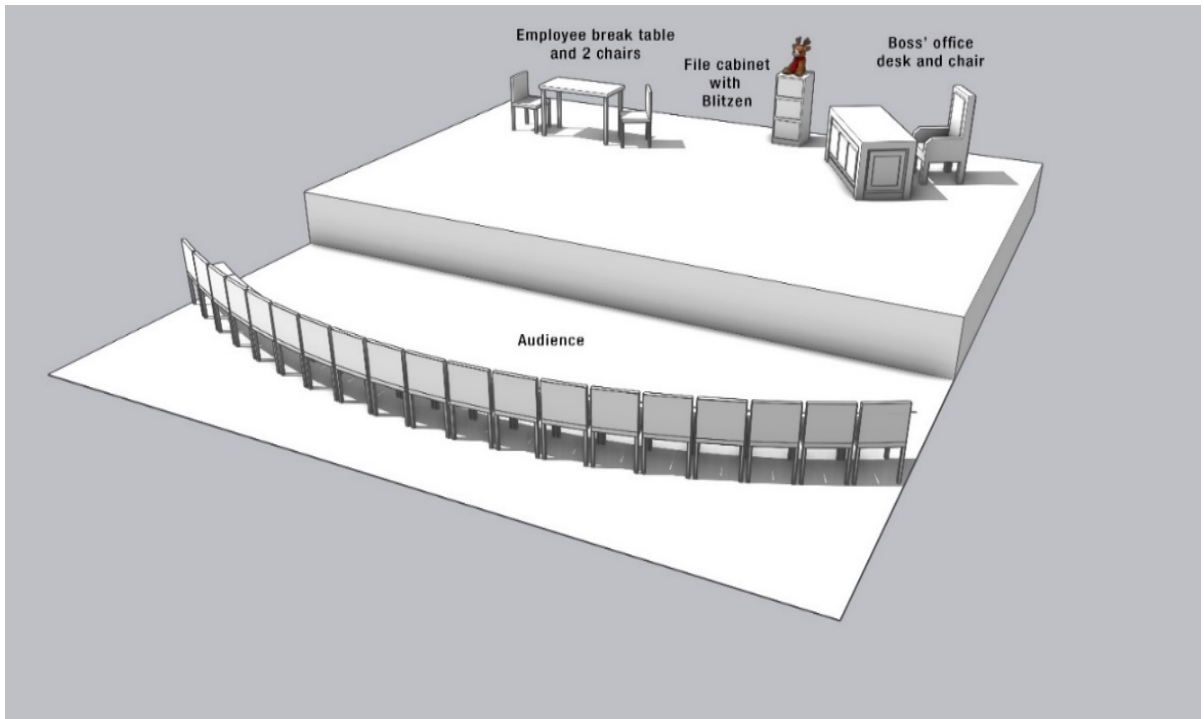 Employee break table
and 2 chairs
File cabinet
with
Blitzen
Boss' office
desk and chair
Audience